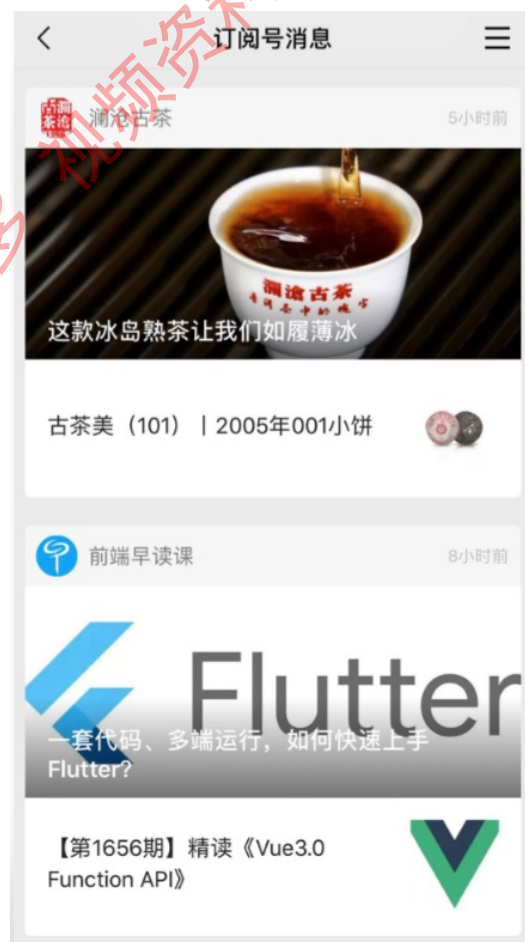 订阅号消息
澜沧古茶
5小时前
澜沧古茶
这款冰岛熟茶让我们如履薄冰
古茶美（101）丨2005年001小饼
前端早读课
8小时前
Flutter
一套代码、多端运行，如何快速上手
Flutter?
【第1656期】精读《Vue3.0
Function API》